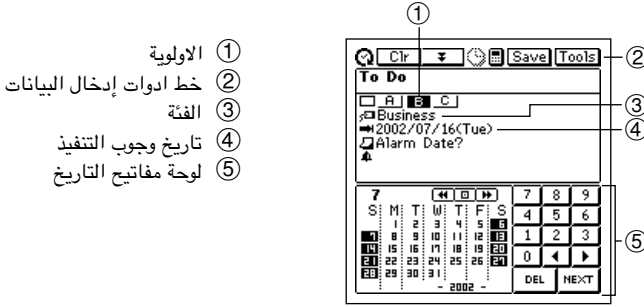 ① الاولوية
② خط ادوات إدخال البيانات
③ الفئة
④ تاريخ وجوب التنفيذ
⑤ لوحة مفاتيح التاريخ
①
Clr Save Tools ②
To Do
A B C
Business ③
2002/07/16(Tue) ④
Alarm Date?
7
S M T W T F S
1 2 3 4 5 6
7 8 9 10 11 12 13
14 15 16 17 18 19 20
21 22 23 24 25 26 27
28 29 30 31
- 2002 -
7 8 9
4 5 6
1 2 3
0
DEL NEXT
⑤